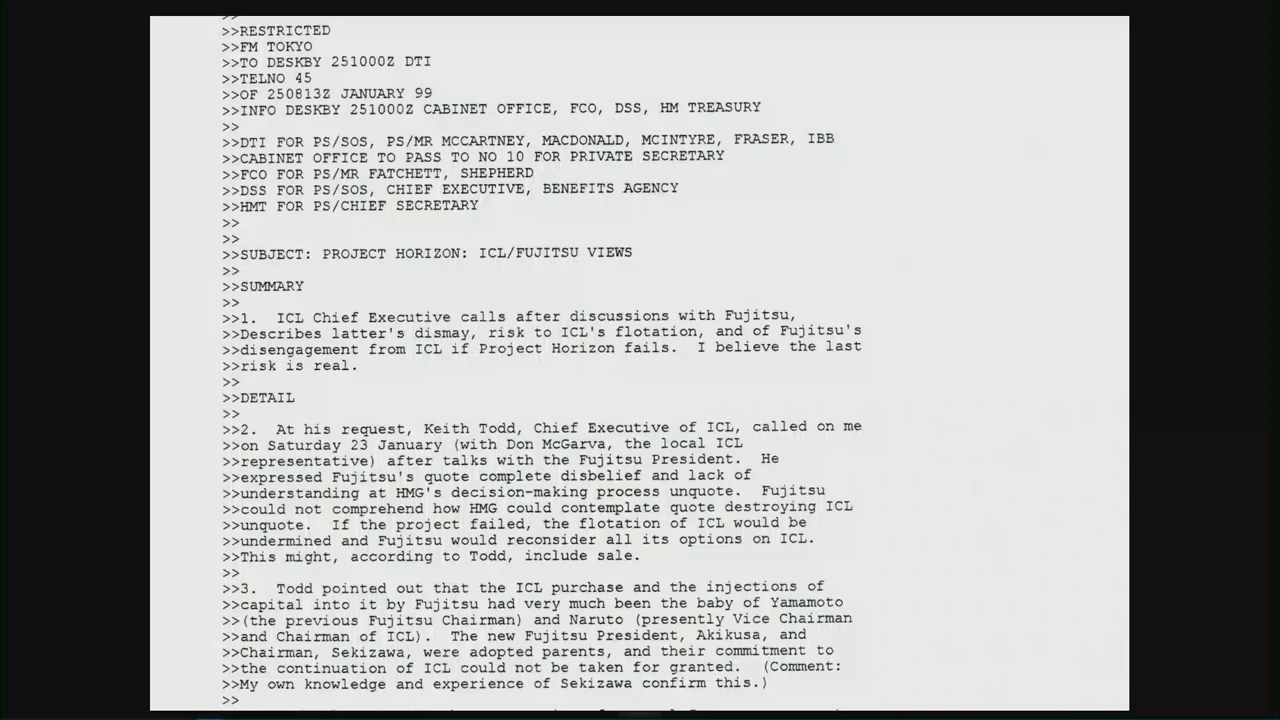 >>RESTRICTED
>>FM TOKYO
>>TO DESKBY 251000Z DTI
>>TELNO 45
>>OF 250813Z JANUARY 99
>>INFO DESKBY 251000Z CABINET OFFICE, FCO, DSS, HM TREASURY
>>
>>DTI FOR PS/SOS, PS/MR MCCARTNEY, MACDONALD, MCINTYRE, FRASER, IBB
>>CABINET OFFICE TO PASS TO NO 10 FOR PRIVATE SECRETARY
>>FCO FOR PS/MR FATCHETT, SHEPHERD
>>DSS FOR PS/SOS, CHIEF EXECUTIVE, BENEFITS AGENCY
>>HMT FOR PS/CHIEF SECRETARY
>>
>>
>>SUBJECT: PROJECT HORIZON: ICL/FUJITSU VIEWS
>>
>>SUMMARY
>>
>>1. ICL Chief Executive calls after discussions with Fujitsu,
>>Describes latter's dismay, risk to ICL's flotation, and of Fujitsu's
>>disengagement from ICL if Project Horizon fails. I believe the last
>>risk is real.
>>
>>DETAIL
>>
>>2. At his request, Keith Todd, Chief Executive of ICL, called on me
>>on Saturday 23 January (with Don McGarva, the local ICL
>>representative) after talks with the Fujitsu President. He
>>expressed Fujitsu's quote complete disbelief and lack of
>>understanding at HMG's decision-making process unquote. Fujitsu
>>could not comprehend how HMG could contemplate quote destroying ICL
>>unquote. If the project failed, the flotation of ICL would be
>>undermined and Fujitsu would reconsider all its options on ICL.
>>This might, according to Todd, include sale.
>>
>>3. Todd pointed out that the ICL purchase and the injections of
>>capital into it by Fujitsu had very much been the baby of Yamamoto
>>(the previous Fujitsu Chairman) and Naruto (presently Vice Chairman
>>and Chairman of ICL). The new Fujitsu President, Akikusa, and
>>Chairman, Sekizawa, were adopted parents, and their commitment to
>>the continuation of ICL could not be taken for granted. (Comment:
>>My own knowledge and experience of Sekizawa confirm this.)
>>